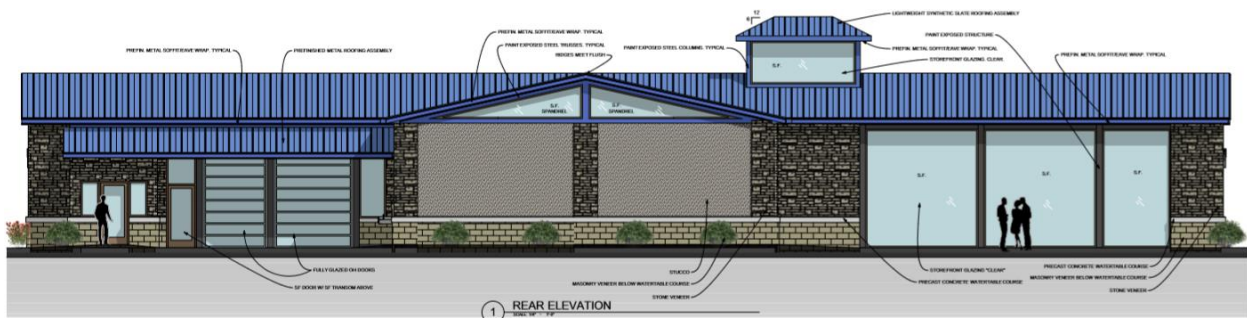 12
6
LIGHTWEIGHT SYNTHETIC SLATE ROOFING ASSEMBLY
PREFIN. METAL SOFFIT/EAVE WRAP. TYPICAL
PAINT EXPOSED STRUCTURE
PAINT EXPOSED STEEL TRUSSES. TYPICAL
PREFIN. METAL SOFFIT/EAVE WRAP. TYPICAL
PREFINISHED METAL ROOFING ASSEMBLY
RIDGES MEET FLUSH
PAINT EXPOSED STEEL COLUMNS. TYPICAL
PREFIN. METAL SOFFIT/EAVE WRAP. TYPICAL
PREFIN. METAL SOFFIT/EAVE WRAP. TYPICAL
STOREFRONT GLAZING. CLEAR.
S.F.
S.F.
SPANDREL
S.F.
SPANDREL
S.F.
S.F.
S.F.
FULLY GLAZED OH DOORS
SF DOOR W/ SF TRANSOM ABOVE
STUCCO
MASONRY VENEER BELOW WATERTABLE COURSE
STONE VENEER
STOREFRONT GLAZING "CLEAR"
PRECAST CONCRETE WATERTABLE COURSE
PRECAST CONCRETE WATERTABLE COURSE
MASONRY VENEER BELOW WATERTABLE COURSE
STONE VENEER
1
REAR ELEVATION